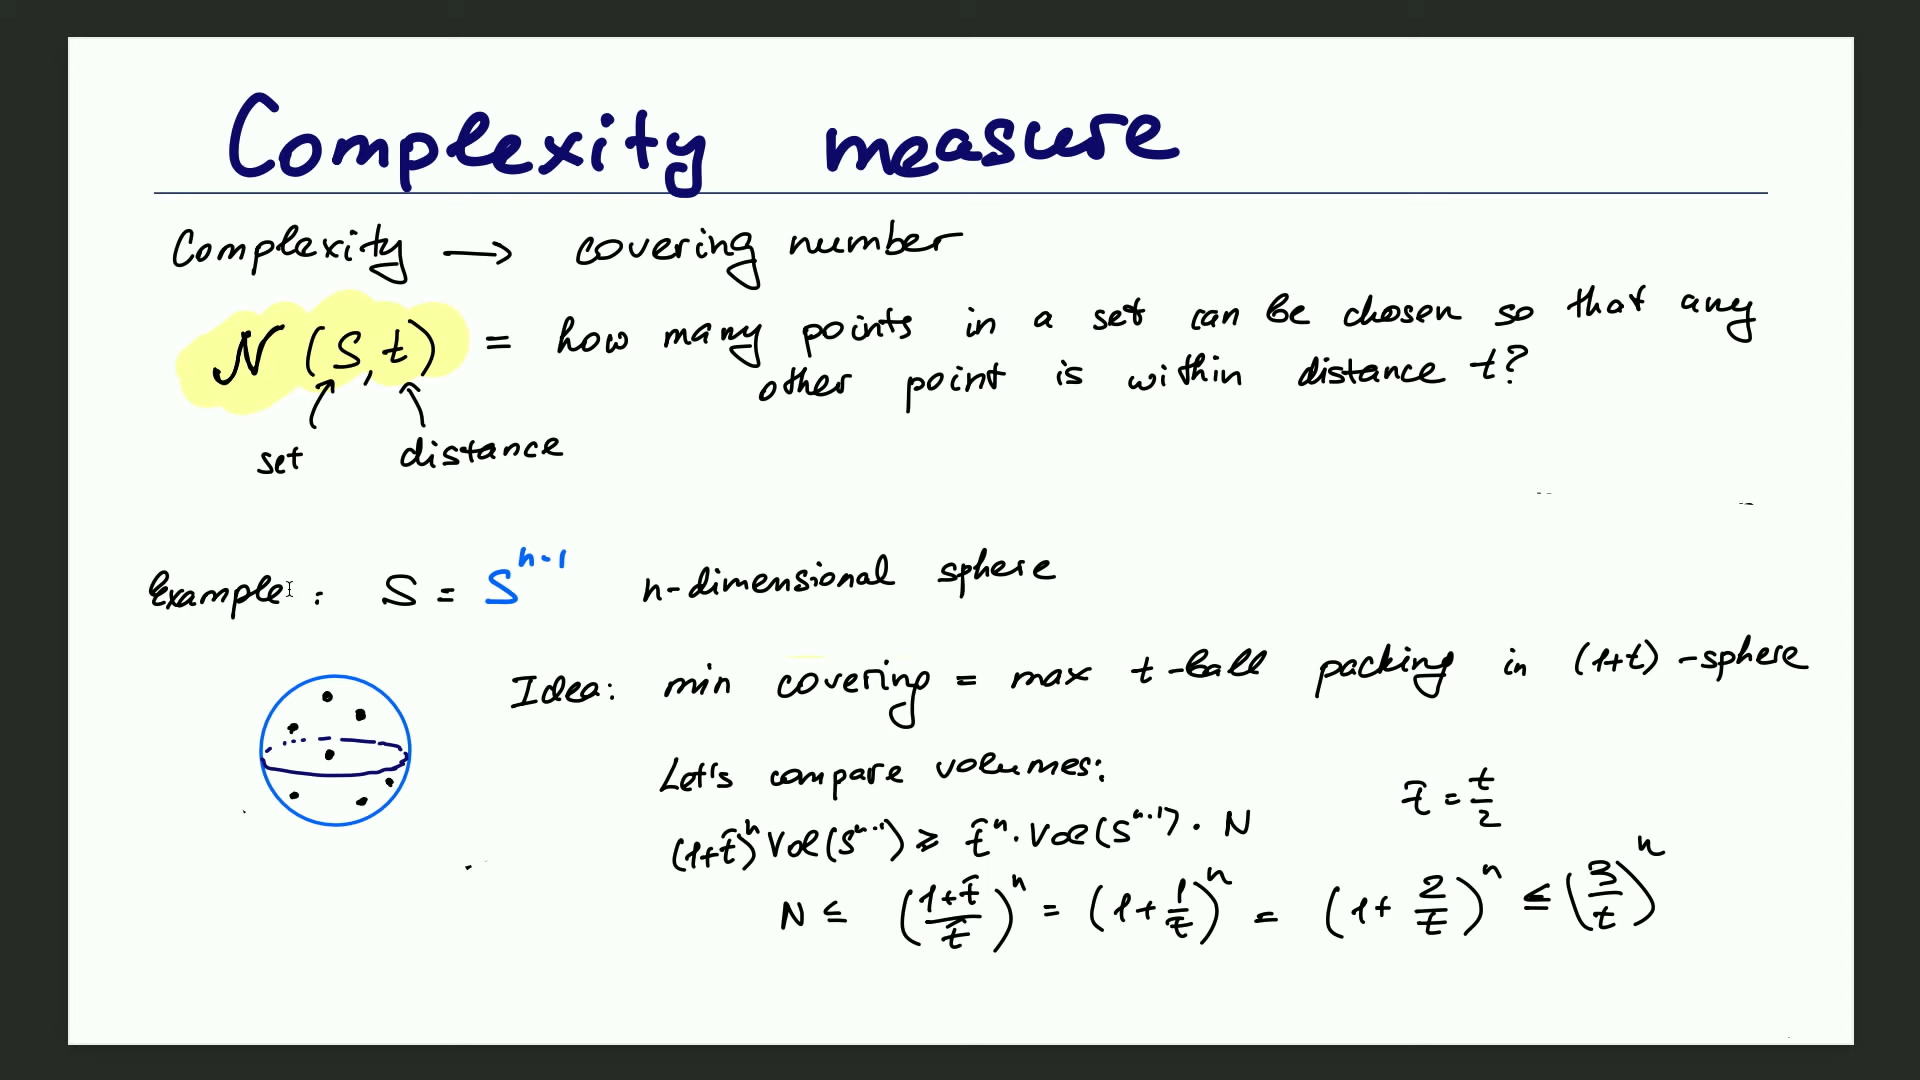 Complexity measure
Complexity → covering number
N(S, t) = how many points in a set can be chosen so that any
other point is within distance t?
set distance
Example: S = S^{n-1} n-dimensional sphere
Idea: min covering = max t-ball packing in (1+t)-sphere
Let's compare volumes:
t̃ = t/2
(1+t̃)^n Vol(S^{n-1}) ≥ t̃^n · Vol(S^{n-1}) · N
N ≤ ((1+t̃)/t̃)^n = (1 + 1/t̃)^n = (1 + 2/t)^n ≤ (3/t)^n